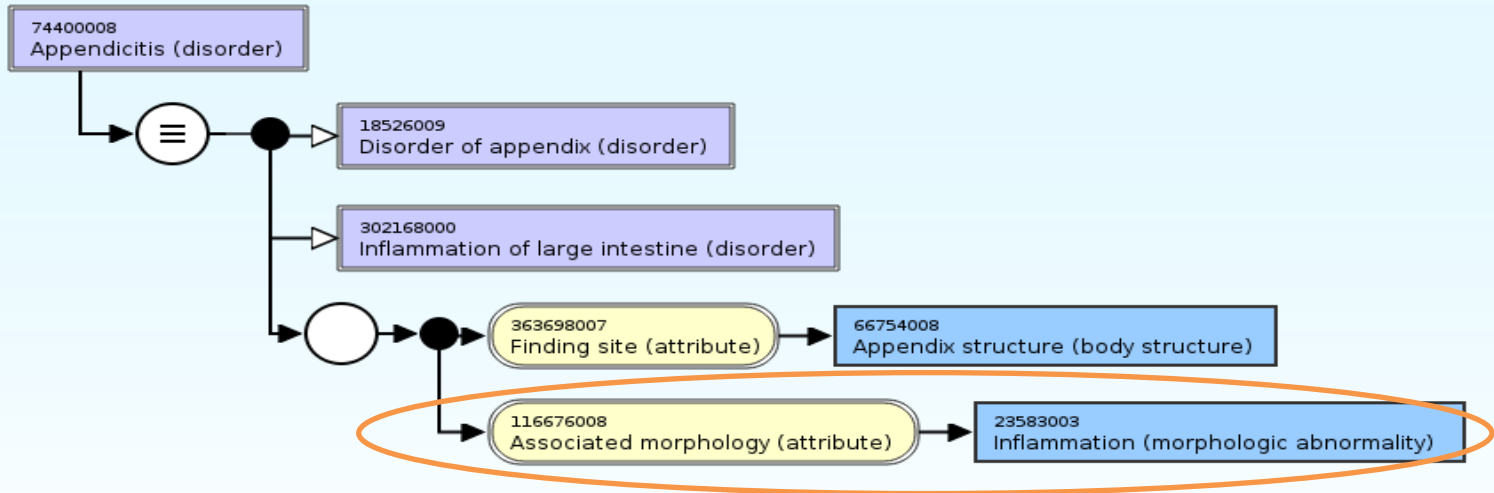 74400008
Appendicitis (disorder)
≡
18526009
Disorder of appendix (disorder)
302168000
Inflammation of large intestine (disorder)
363698007
Finding site (attribute)
66754008
Appendix structure (body structure)
116676008
Associated morphology (attribute)
23583003
Inflammation (morphologic abnormality)